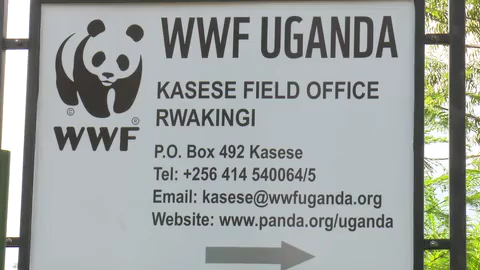 WWF UGANDA
KASESE FIELD OFFICE
RWAKINGI
©
®
WWF
P.O. Box 492 Kasese
Tel: +256 414 540064/5
Email: kasese@wwfuganda.org
Website: www.panda.org/uganda